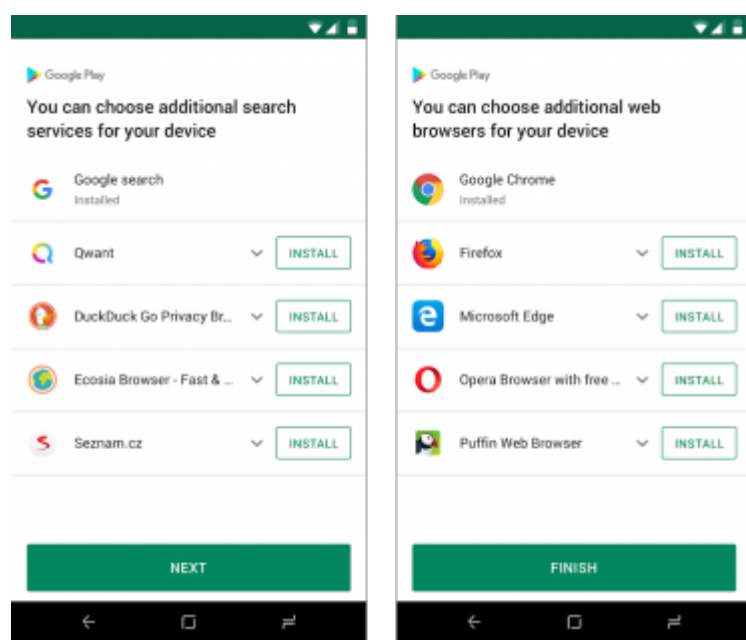 Google Play
You can choose additional search
services for your device
Google search
Installed
Qwant
INSTALL
DuckDuck Go Privacy Br...
INSTALL
Ecosia Browser - Fast & ...
INSTALL
Seznam.cz
INSTALL
NEXT
Google Play
You can choose additional web
browsers for your device
Google Chrome
Installed
Firefox
INSTALL
Microsoft Edge
INSTALL
Opera Browser with free ...
INSTALL
Puffin Web Browser
INSTALL
FINISH